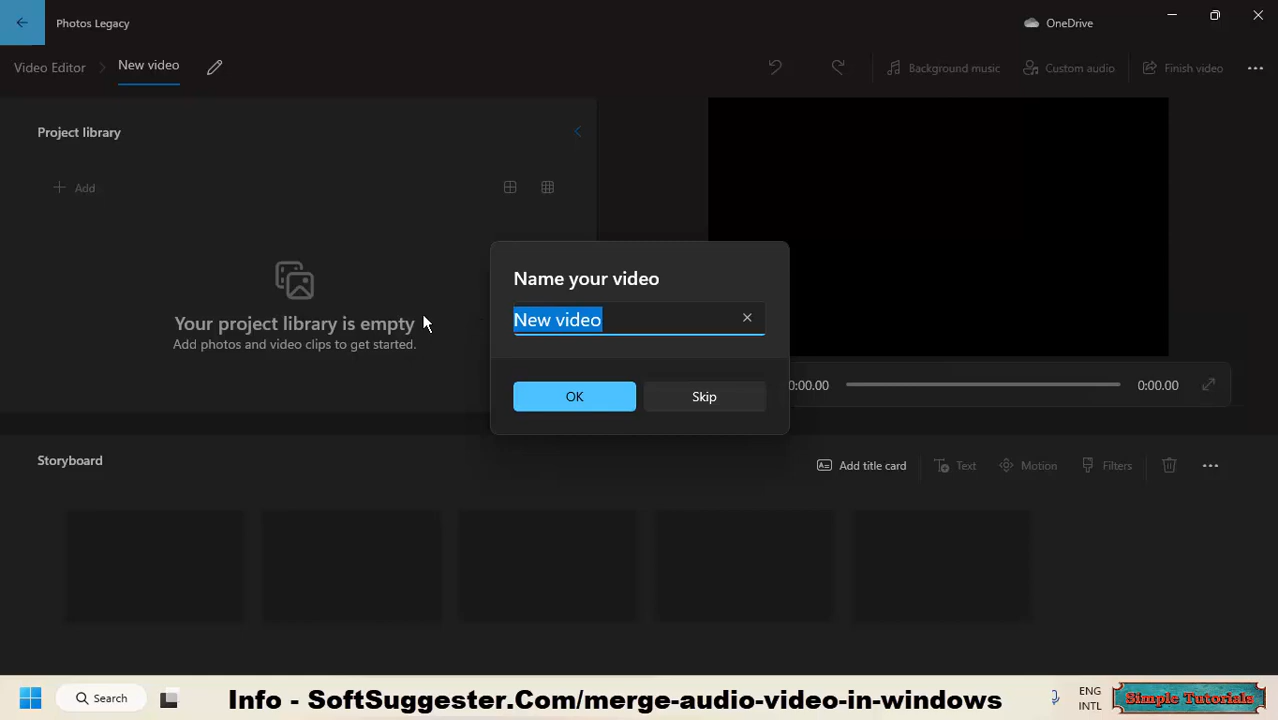 Photos Legacy
OneDrive
Video Editor
New video
Background music
Custom audio
Finish video
Project library
Add
Your project library is empty
Add photos and video clips to get started.
Name your video
New video
OK
Skip
0:00.00
0:00.00
Storyboard
Add title card
Text
Motion
Filters
Search
Info - SoftSuggester.Com/merge-audio-video-in-windows
ENG
INTL
Simple Tutorials